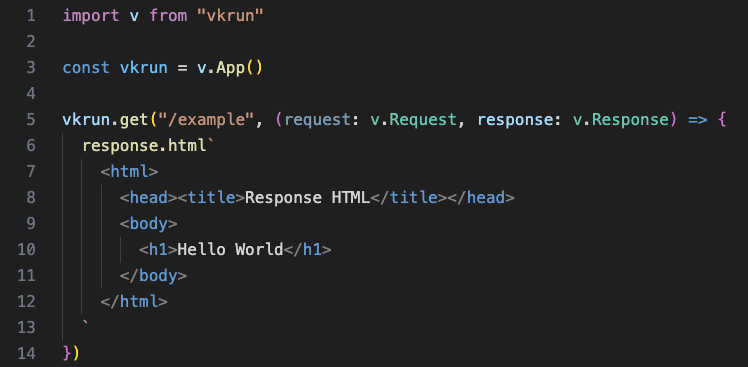 1 import v from "vkrun"
2
3 const vkrun = v.App()
4
5 vkrun.get("/example", (request: v.Request, response: v.Response) => {
6   response.html`
7     <html>
8       <head><title>Response HTML</title></head>
9       <body>
10         <h1>Hello World</h1>
11       </body>
12     </html>
13   `
14 })